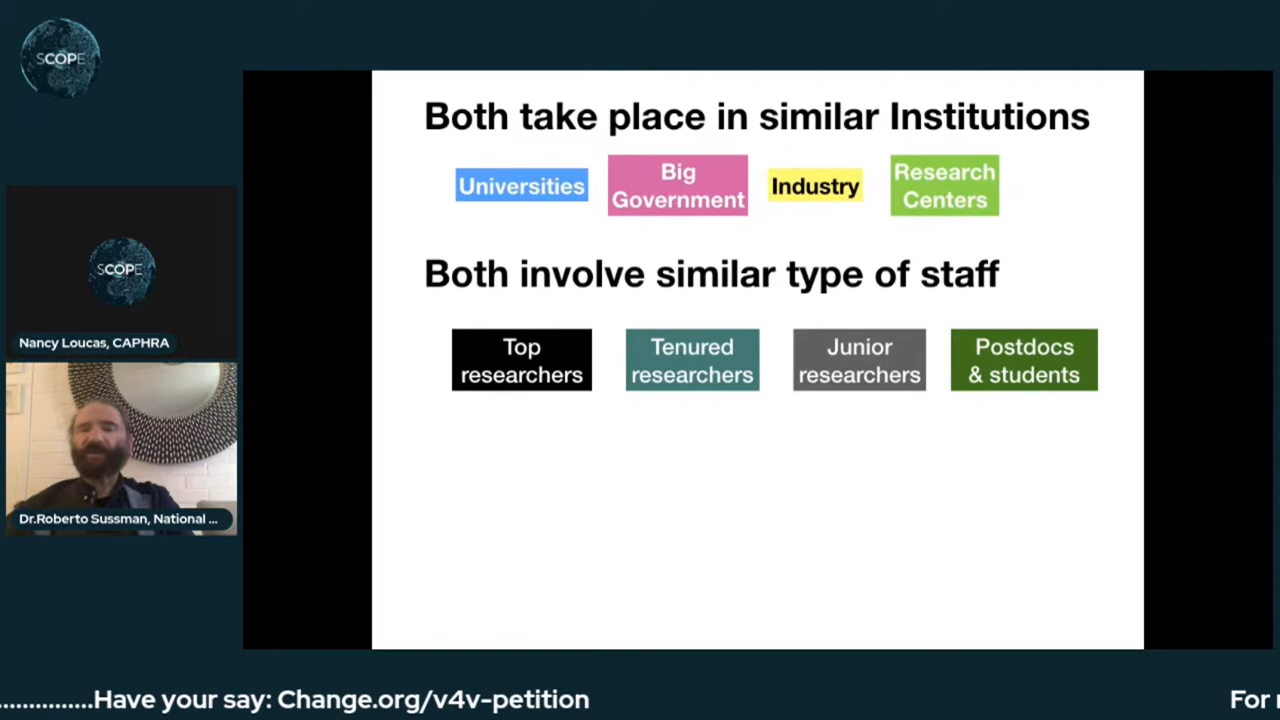 SCOPE
Both take place in similar Institutions
Universities
Big
Government
Industry
Research
Centers
Both involve similar type of staff
Top
researchers
Tenured
researchers
Junior
researchers
Postdocs
& students
SCOPE
Nancy Loucas, CAPHRA
Dr.Roberto Sussman, National ...
...............Have your say: Change.org/v4v-petition
For